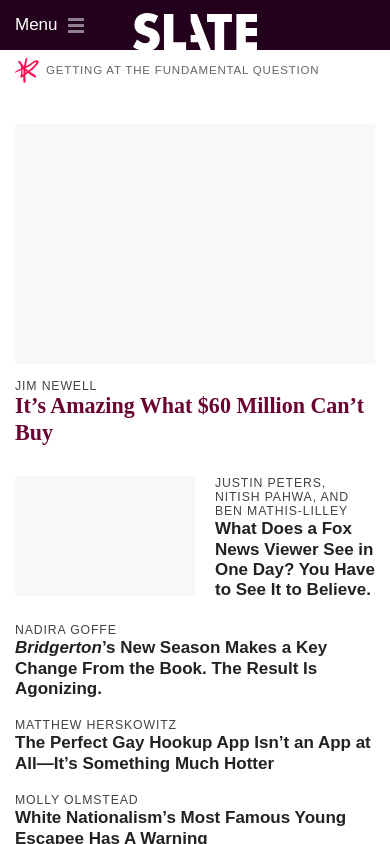 Menu
SLATE
GETTING AT THE FUNDAMENTAL QUESTION
JIM NEWELL
It’s Amazing What $60 Million Can’t
Buy
JUSTIN PETERS,
NITISH PAHWA, AND
BEN MATHIS-LILLEY
What Does a Fox
News Viewer See in
One Day? You Have
to See It to Believe.
NADIRA GOFFE
Bridgerton’s New Season Makes a Key
Change From the Book. The Result Is
Agonizing.
MATTHEW HERSKOWITZ
The Perfect Gay Hookup App Isn’t an App at
All—It’s Something Much Hotter
MOLLY OLMSTEAD
White Nationalism’s Most Famous Young
Escapee Has A Warning